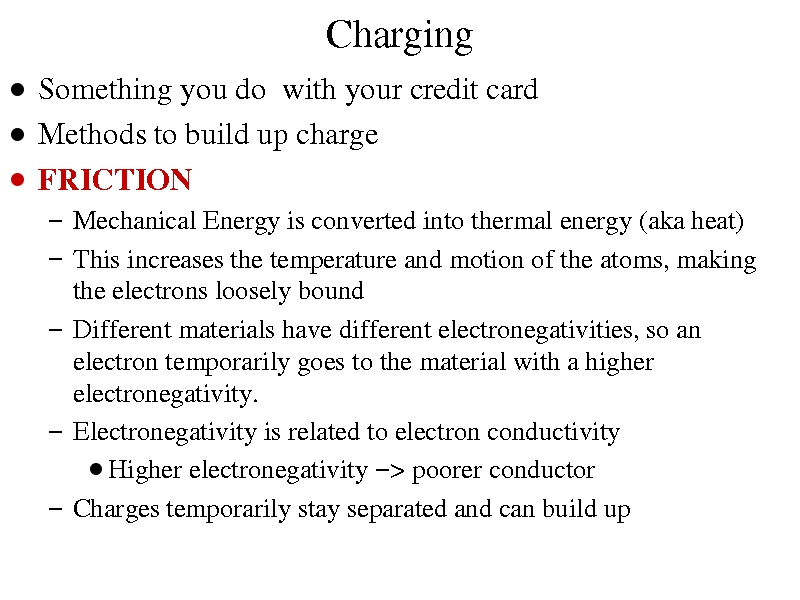 Charging
• Something you do  with your credit card
• Methods to build up charge
• FRICTION
− Mechanical Energy is converted into thermal energy (aka heat)
− This increases the temperature and motion of the atoms, making
the electrons loosely bound
− Different materials have different electronegativities, so an
electron temporarily goes to the material with a higher
electronegativity.
− Electronegativity is related to electron conductivity
• Higher electronegativity −> poorer conductor
− Charges temporarily stay separated and can build up